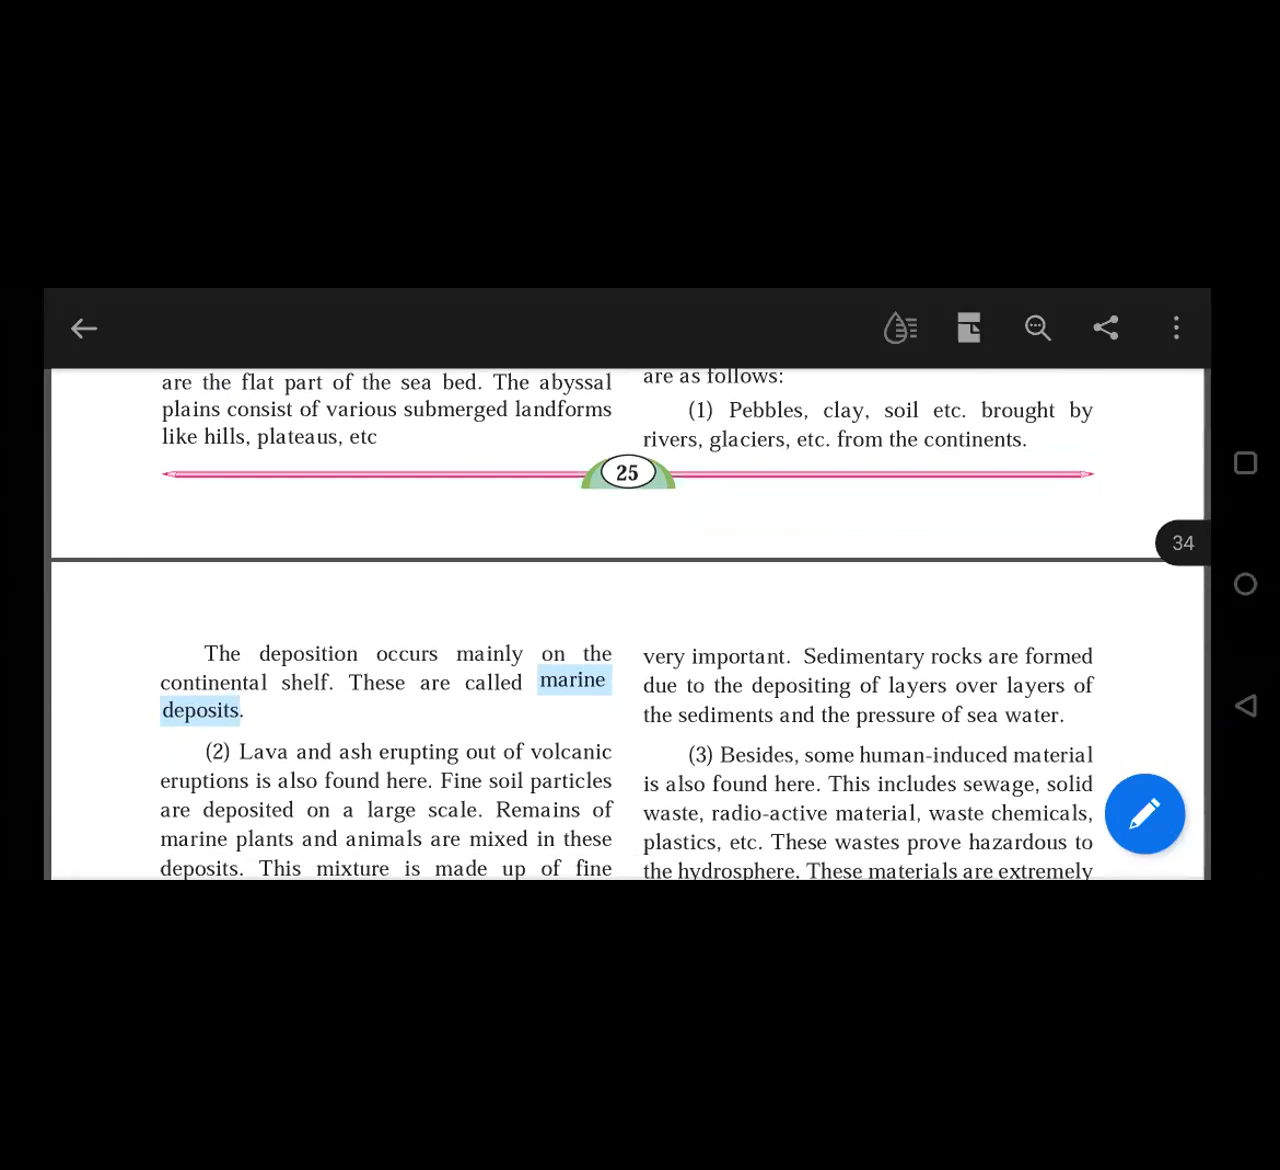 are the flat part of the sea bed. The abyssal
plains consist of various submerged landforms
like hills, plateaus, etc
are as follows:
(1) Pebbles, clay, soil etc. brought by
rivers, glaciers, etc. from the continents.
25
34
The deposition occurs mainly on the
continental shelf. These are called marine
deposits.
(2) Lava and ash erupting out of volcanic
eruptions is also found here. Fine soil particles
are deposited on a large scale. Remains of
marine plants and animals are mixed in these
deposits. This mixture is made up of fine
very important. Sedimentary rocks are formed
due to the depositing of layers over layers of
the sediments and the pressure of sea water.
(3) Besides, some human-induced material
is also found here. This includes sewage, solid
waste, radio-active material, waste chemicals,
plastics, etc. These wastes prove hazardous to
the hydrosphere. These materials are extremely